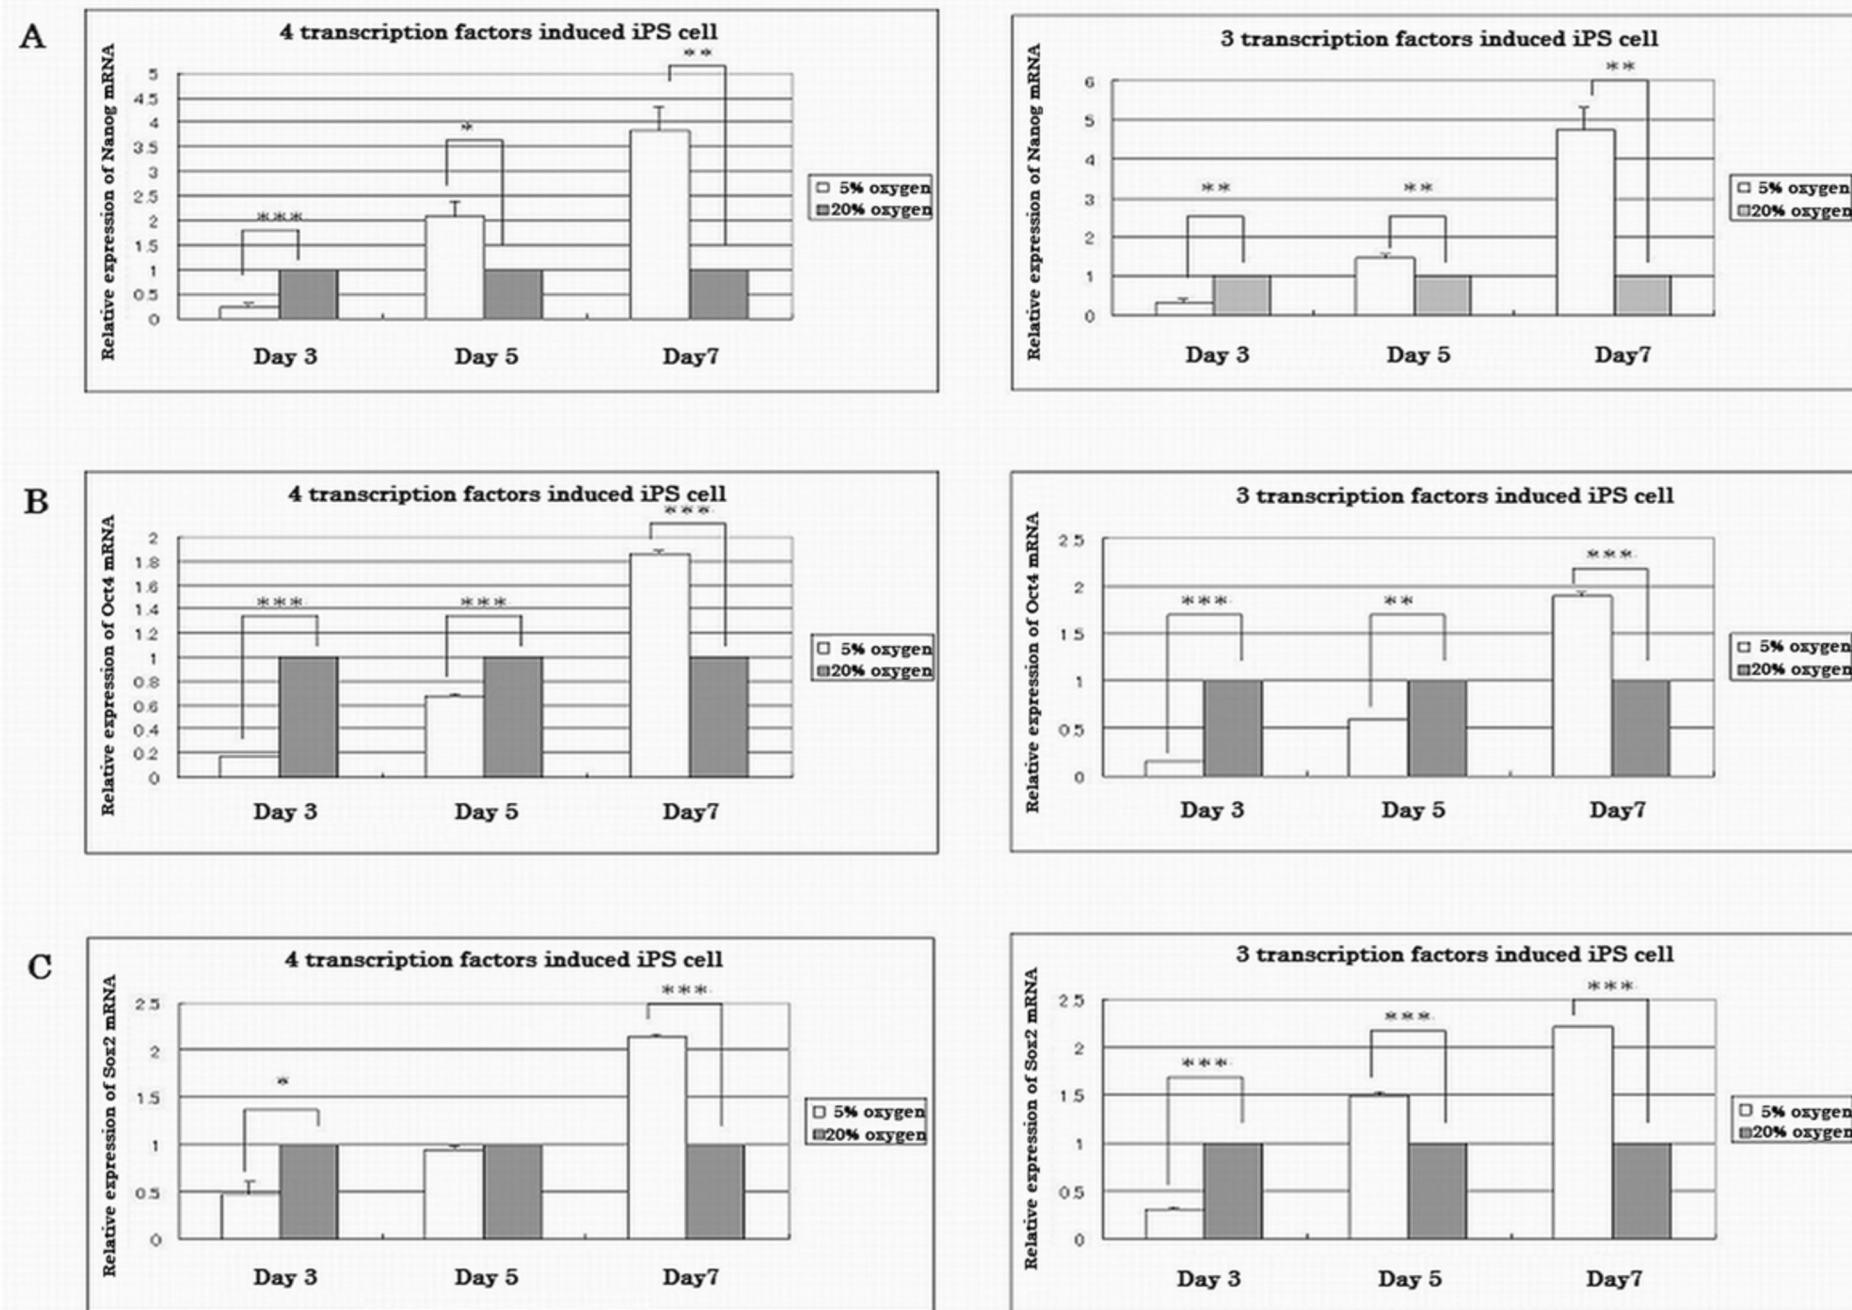 A
4 transcription factors induced iPS cell
Relative expression of Nanog mRNA
**
5
4.5
4
3.5
3
2.5
2
1.5
1
0.5
0
***
*
5% oxygen
20% oxygen
Day 3 Day 5 Day7
3 transcription factors induced iPS cell
Relative expression of Nanog mRNA
6
5
4
3
2
1
0
** ** **
5% oxygen
20% oxygen
Day 3 Day 5 Day7
B
4 transcription factors induced iPS cell
Relative expression of Oct4 mRNA
2
1.8
1.6
1.4
1.2
1
0.8
0.6
0.4
0.2
0
*** *** ***
5% oxygen
20% oxygen
Day 3 Day 5 Day7
3 transcription factors induced iPS cell
Relative expression of Oct4 mRNA
2.5
2
1.5
1
0.5
0
*** ** ***
5% oxygen
20% oxygen
Day 3 Day 5 Day7
C
4 transcription factors induced iPS cell
Relative expression of Sox2 mRNA
2.5
2
1.5
1
0.5
0
* ***
5% oxygen
20% oxygen
Day 3 Day 5 Day7
3 transcription factors induced iPS cell
Relative expression of Sox2 mRNA
2.5
2
1.5
1
0.5
0
*** *** ***
5% oxygen
20% oxygen
Day 3 Day 5 Day7